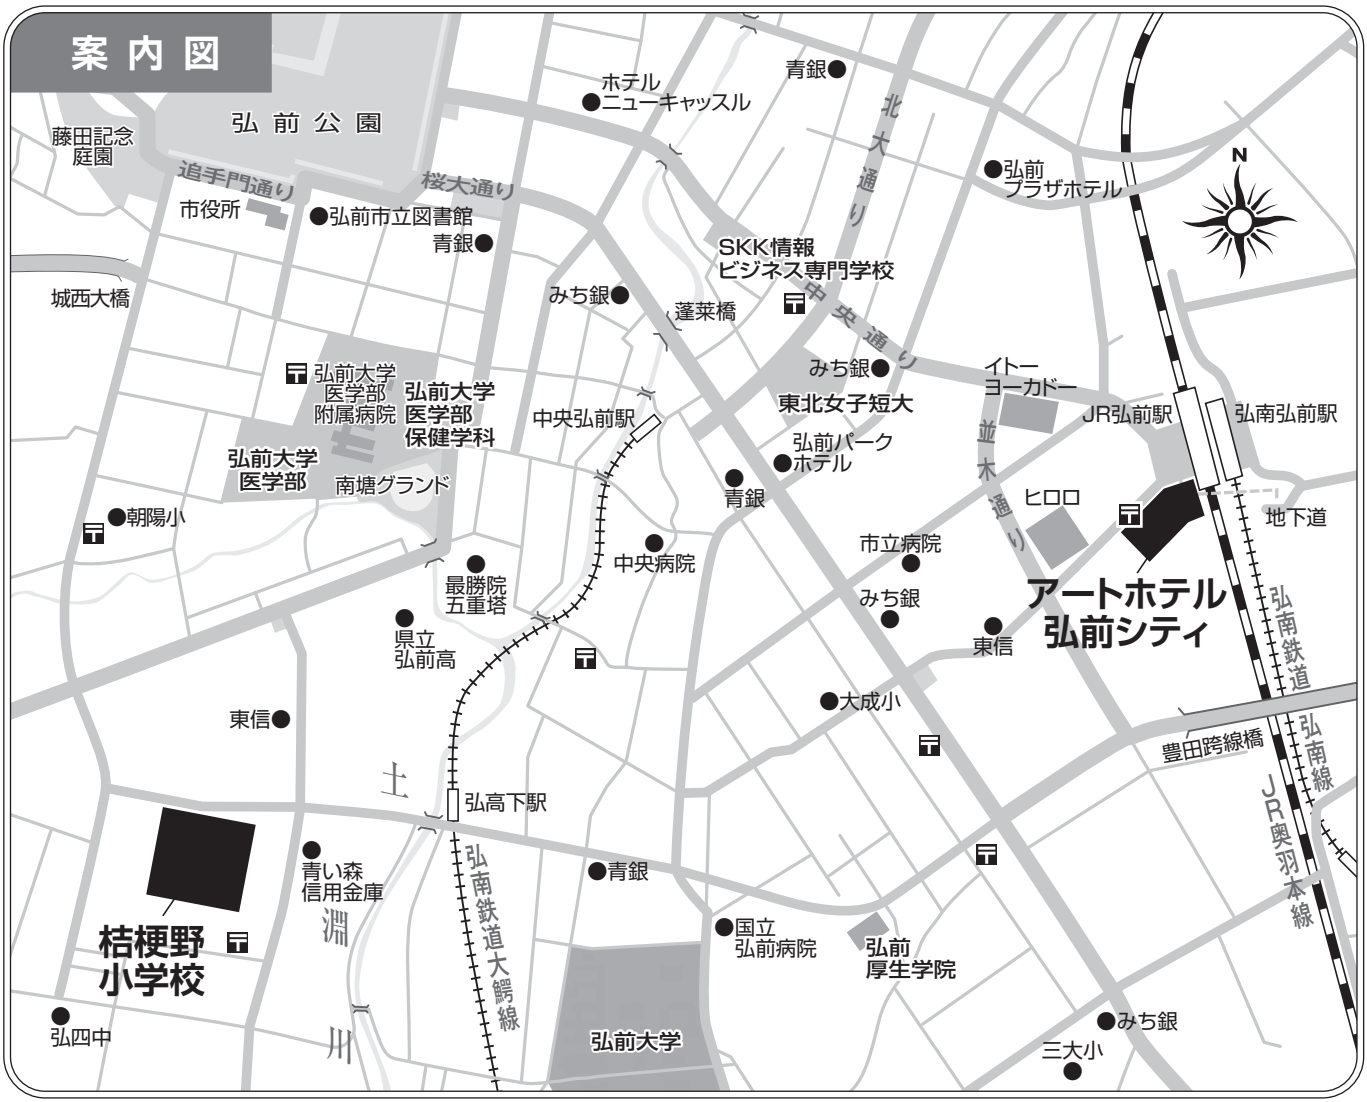 案内図
弘前公園
藤田記念
庭園
追手門通り
桜大通り
市役所
弘前市立図書館
青銀
城西大橋
ホテル
ニューキャッスル
青銀
北大通り
弘前
プラザホテル
N
SKK情報
ビジネス専門学校
中央通り
みち銀
蓬莱橋
みち銀
東北女子短大
イトー
ヨーカドー
JR弘前駅
弘南弘前駅
弘前大学
医学部
附属病院
弘前大学
医学部
保健学科
弘前大学
医学部
南塘グランド
中央弘前駅
弘前パーク
ホテル
青銀
並木通り
ヒロロ
地下道
朝陽小
中央病院
市立病院
みち銀
東信
アートホテル
弘前シティ
最勝院
五重塔
県立
弘前高
弘南鉄道
弘南線
大成小
豊田跨線橋
JR奥羽本線
東信
土淵川
弘高下駅
弘南鉄道大鰐線
青い森
信用金庫
青銀
桔梗野
小学校
国立
弘前病院
弘前
厚生学院
弘前大学
弘四中
みち銀
三大小